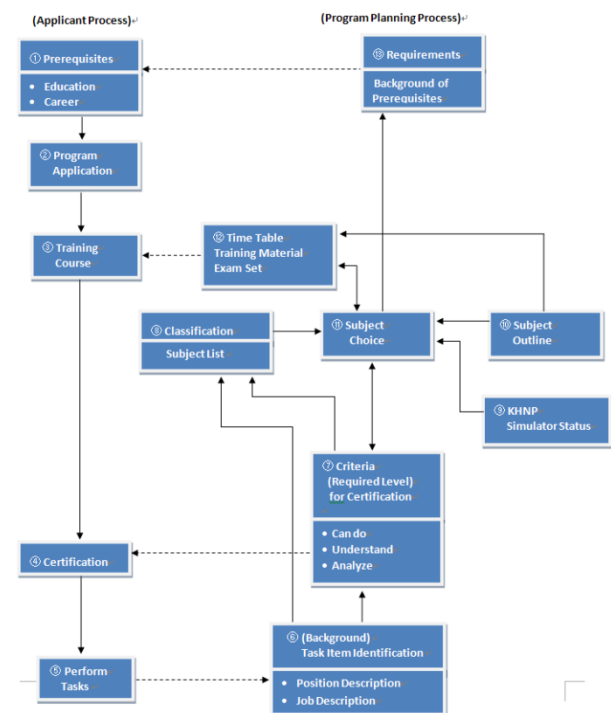 (Applicant Process)
(Program Planning Process)
① Prerequisites
• Education
• Career
⑬ Requirements
Background of
Prerequisites
② Program
Application
③ Training
Course
⑫ Time Table
Training Material
Exam Set
⑧ Classification
Subject List
⑪ Subject
Choice
⑩ Subject
Outline
⑨ KHNP
Simulator Status
⑦ Criteria
(Required Level)
for Certification
• Can do
• Understand
• Analyze
④ Certification
⑥ (Background)
Task Item Identification
• Position Description
• Job Description
⑤ Perform
Tasks